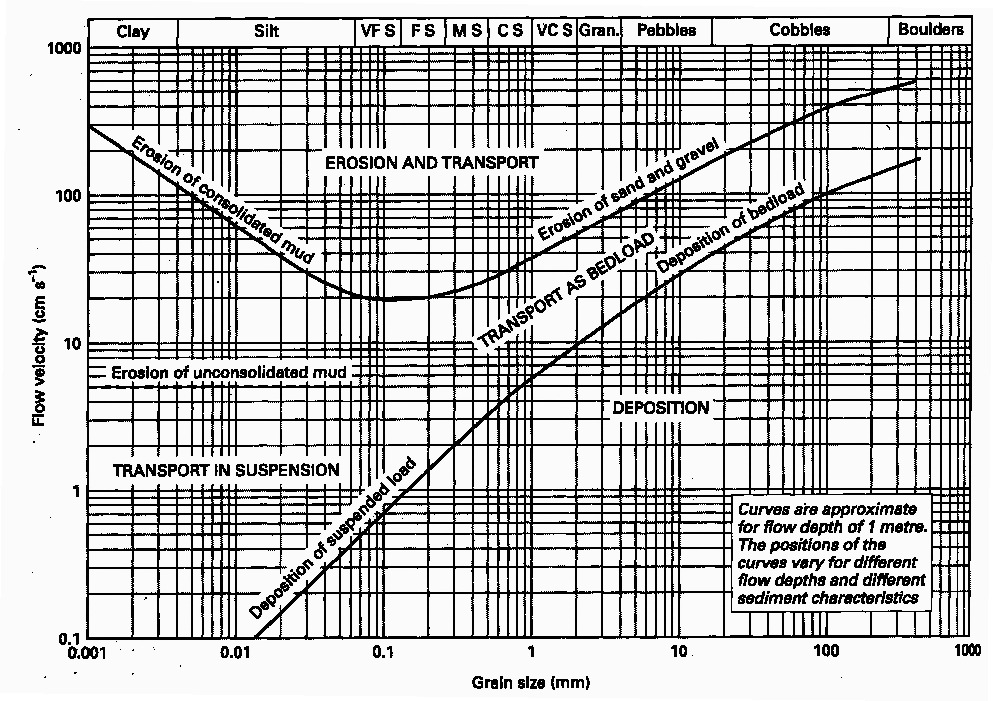 Clay Silt VF S F S M S C S VC S Gran. Pebbles Cobbles Boulders
1000
100
10
1
0.1
Flow velocity (cm s⁻¹)
Erosion of consolidated mud
EROSION AND TRANSPORT
Erosion of sand and gravel
TRANSPORT AS BEDLOAD
Deposition of bedload
Erosion of unconsolidated mud
DEPOSITION
TRANSPORT IN SUSPENSION
Deposition of suspended load
Curves are approximate
for flow depth of 1 metre.
The positions of the
curves vary for different
flow depths and different
sediment characteristics
0.001 0.01 0.1 1 10 100 1000
Grain size (mm)